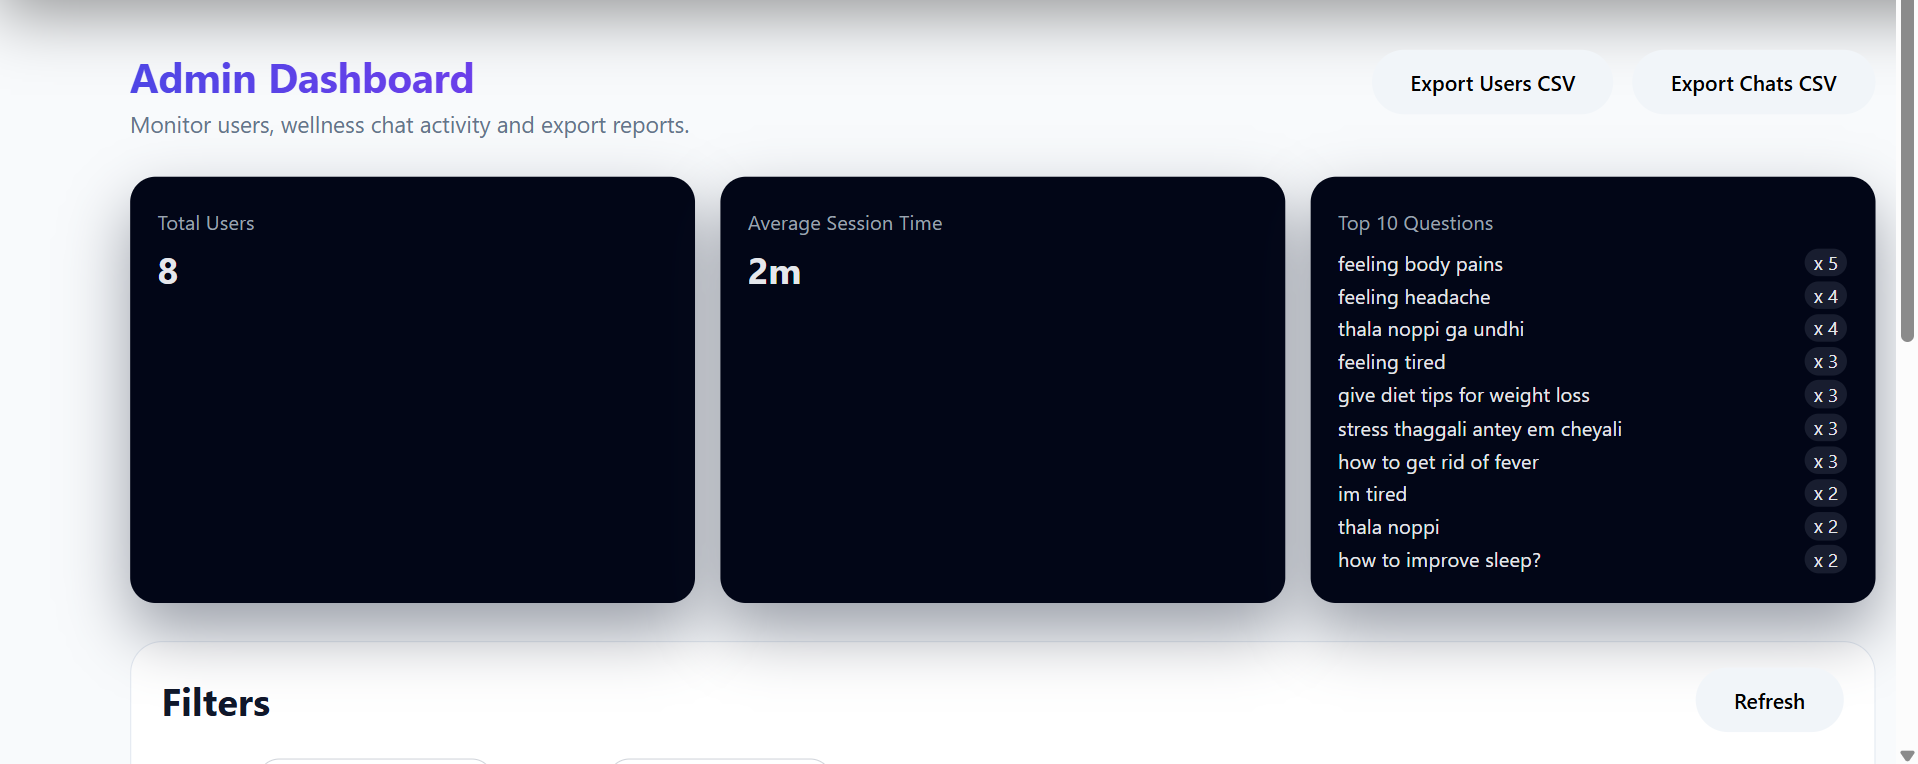 Admin Dashboard
Monitor users, wellness chat activity and export reports.
Export Users CSV
Export Chats CSV
Total Users
8
Average Session Time
2m
Top 10 Questions
feeling body pains x 5
feeling headache x 4
thala noppi ga undhi x 4
feeling tired x 3
give diet tips for weight loss x 3
stress thaggali antey em cheyali x 3
how to get rid of fever x 3
im tired x 2
thala noppi x 2
how to improve sleep? x 2
Filters
Refresh